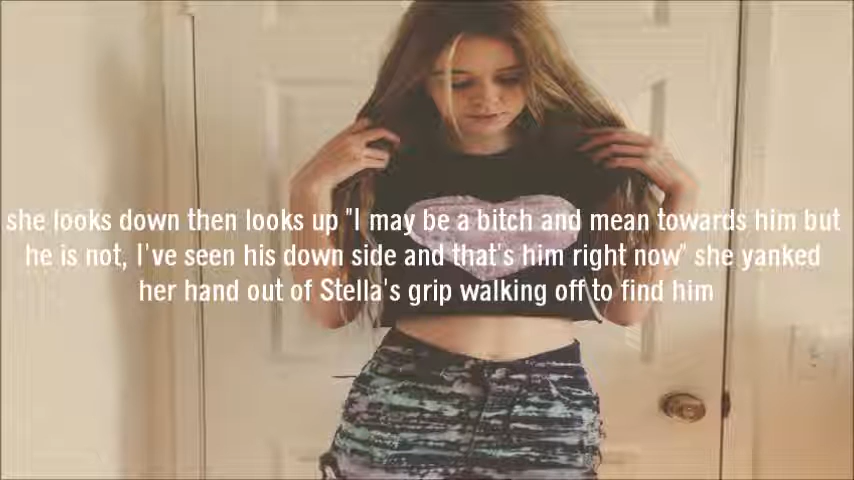 she looks down then looks up "I may be a bitch and mean towards him but
he is not, I've seen his down side and that's him right now" she yanked
her hand out of Stella's grip walking off to find him